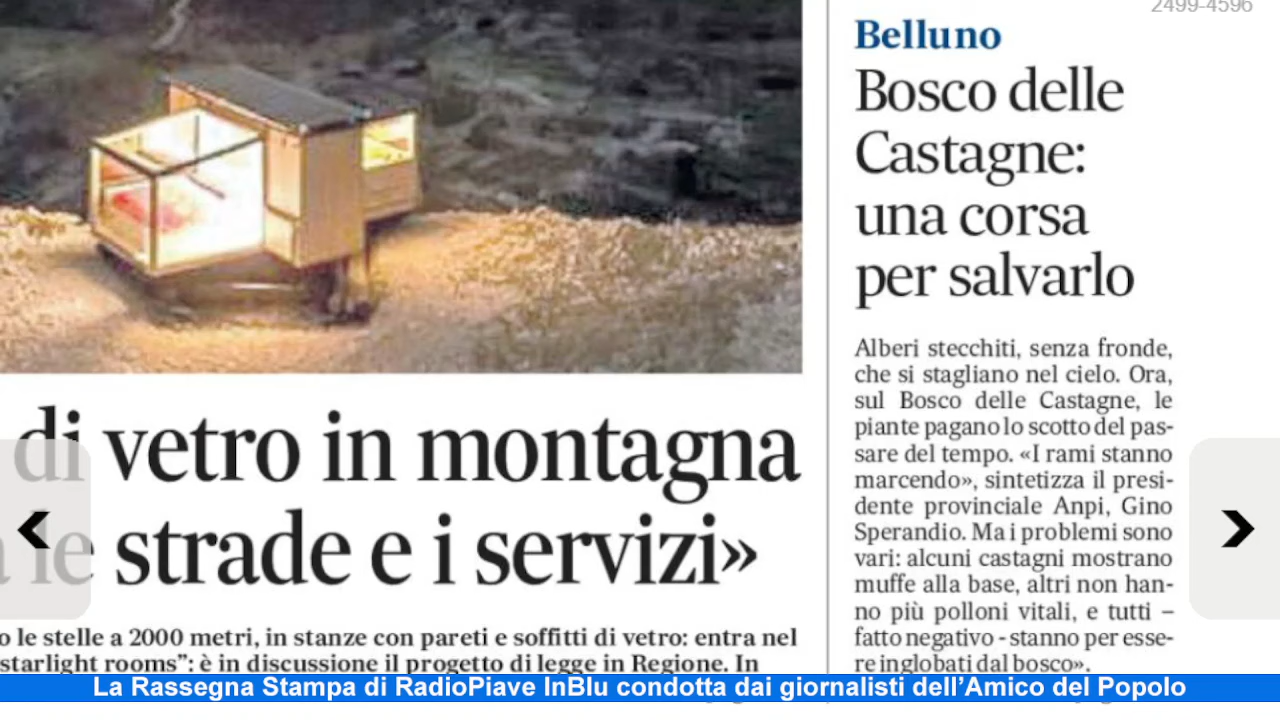 2499-4596
Belluno
Bosco delle
Castagne:
una corsa
per salvarlo
Alberi stecchiti, senza fronde,
che si stagliano nel cielo. Ora,
sul Bosco delle Castagne, le
piante pagano lo scotto del pas-
sare del tempo. «I rami stanno
marcendo», sintetizza il presi-
dente provinciale Anpi, Gino
Sperandio. Ma i problemi sono
vari: alcuni castagni mostrano
muffe alla base, altri non han-
no più polloni vitali, e tutti –
fatto negativo - stanno per esse-
re inglobati dal bosco».
di vetro in montagna
le strade e i servizi»
o le stelle a 2000 metri, in stanze con pareti e soffitti di vetro: entra nel
starlight rooms”: è in discussione il progetto di legge in Regione. In
La Rassegna Stampa di RadioPiave InBlu condotta dai giornalisti dell’Amico del Popolo